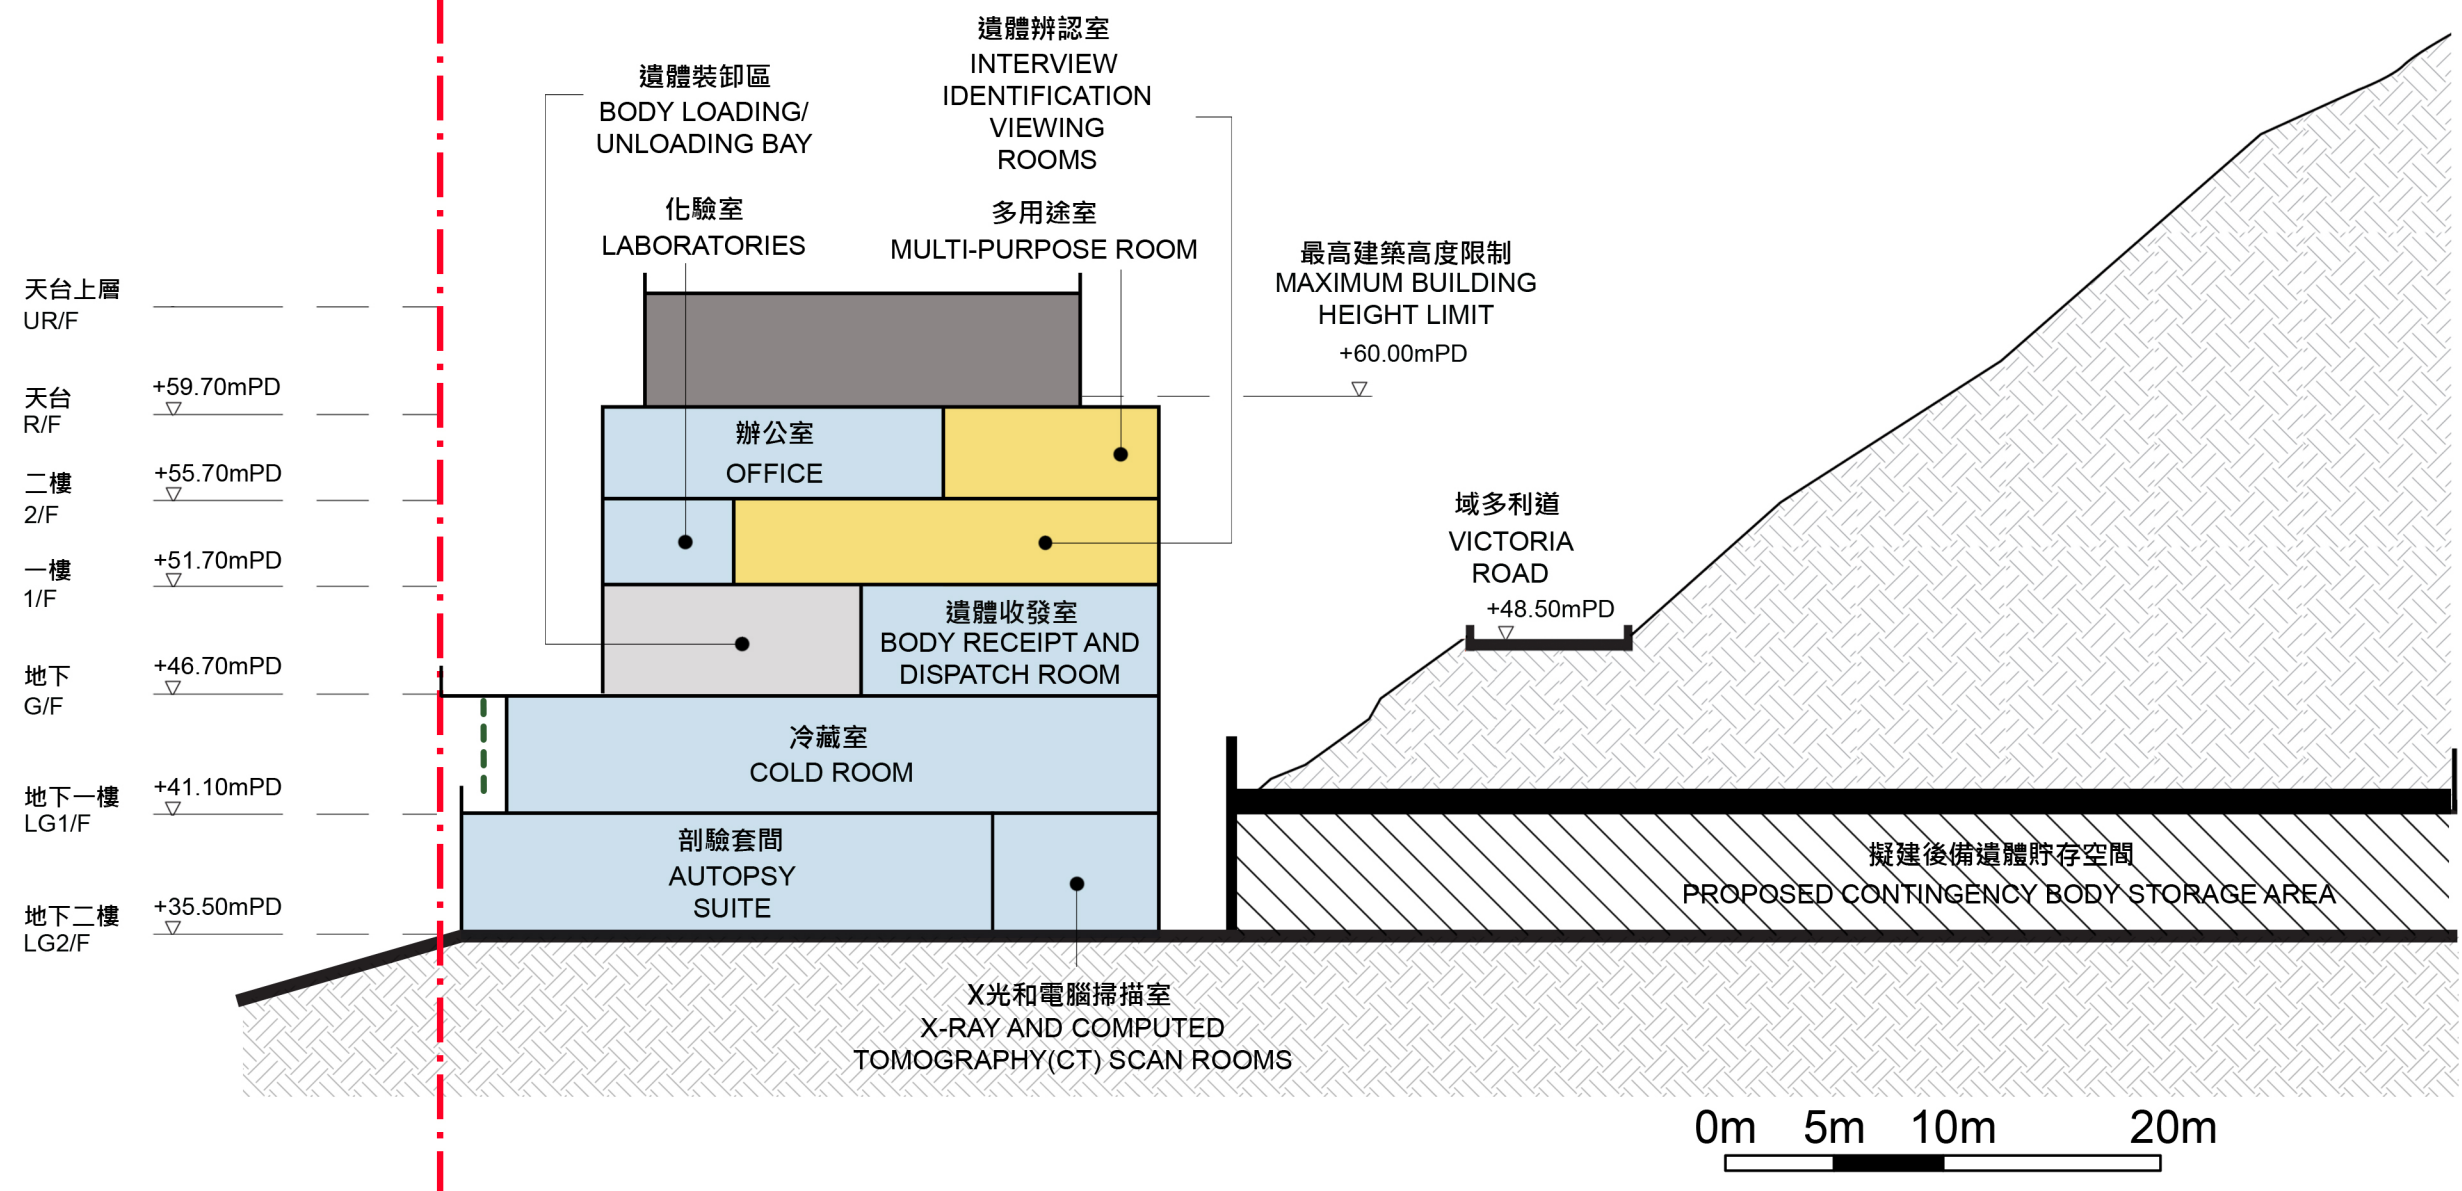 遺體辨認室
INTERVIEW
IDENTIFICATION
VIEWING
ROOMS
遺體裝卸區
BODY LOADING/
UNLOADING BAY
化驗室
LABORATORIES
多用途室
MULTI-PURPOSE ROOM
最高建築高度限制
MAXIMUM BUILDING
HEIGHT LIMIT
+60.00mPD
天台上層
UR/F
天台
R/F
+59.70mPD
二樓
2/F
+55.70mPD
一樓
1/F
+51.70mPD
地下
G/F
+46.70mPD
地下一樓
LG1/F
+41.10mPD
地下二樓
LG2/F
+35.50mPD
辦公室
OFFICE
遺體收發室
BODY RECEIPT AND
DISPATCH ROOM
冷藏室
COLD ROOM
剖驗套間
AUTOPSY
SUITE
X光和電腦掃描室
X-RAY AND COMPUTED
TOMOGRAPHY(CT) SCAN ROOMS
域多利道
VICTORIA
ROAD
+48.50mPD
擬建後備遺體貯存空間
PROPOSED CONTINGENCY BODY STORAGE AREA
0m 5m 10m 20m